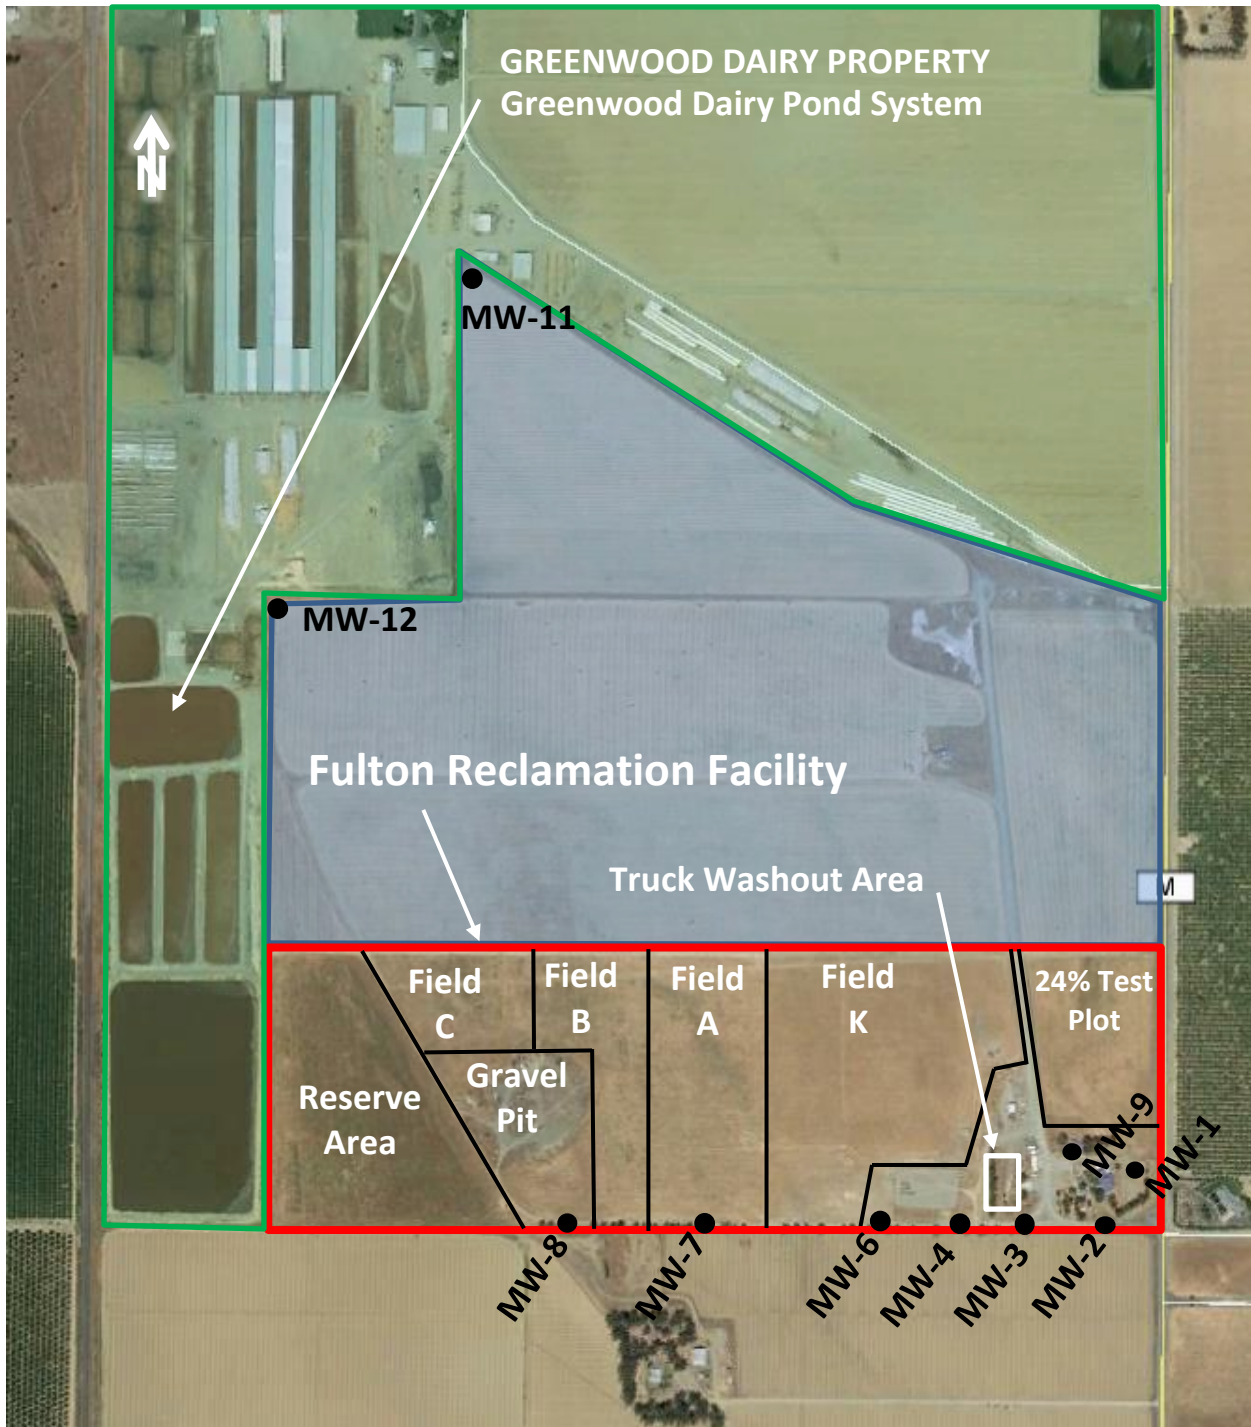 GREENWOOD DAIRY PROPERTY
Greenwood Dairy Pond System
N
MW-11
MW-12
Fulton Reclamation Facility
Truck Washout Area
M
Field
C
Field
B
Field
A
Field
K
24% Test
Plot
Gravel
Pit
Reserve
Area
MW-9
MW-1
MW-8
MW-7
MW-6
MW-4
MW-3
MW-2